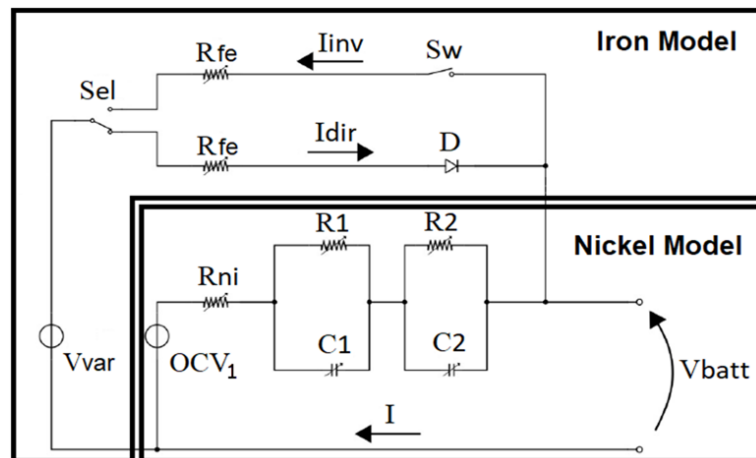 Iron Model
Iinv
Sw
Rfe
Sel
Rfe
Idir
D
Nickel Model
R1
R2
Rni
C1
C2
Vvar
OCV1
Vbatt
I